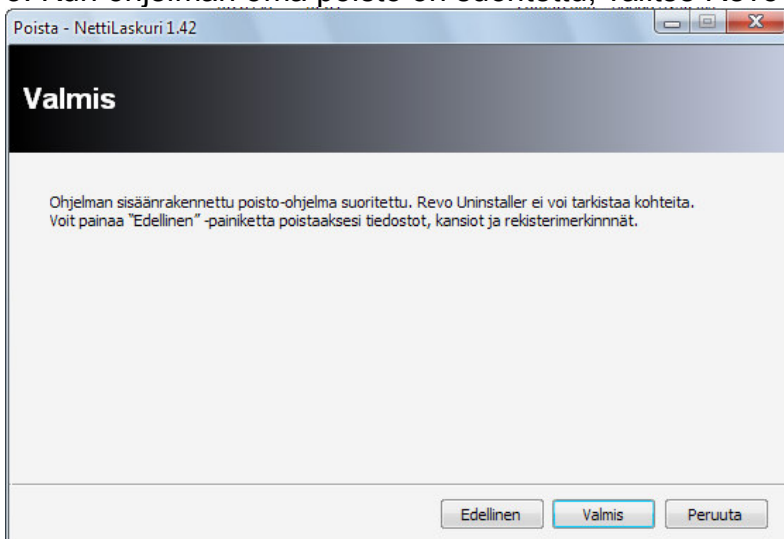 Poista - NettiLaskuri 1.42
Valmis
Ohjelman sisäänrakennettu poisto-ohjelma suoritettu. Revo Uninstaller ei voi tarkistaa kohteita.
Voit painaa "Edellinen" -painiketta poistaaksesi tiedostot, kansiot ja rekisterimerkinnnät.
Edellinen
Valmis
Peruuta